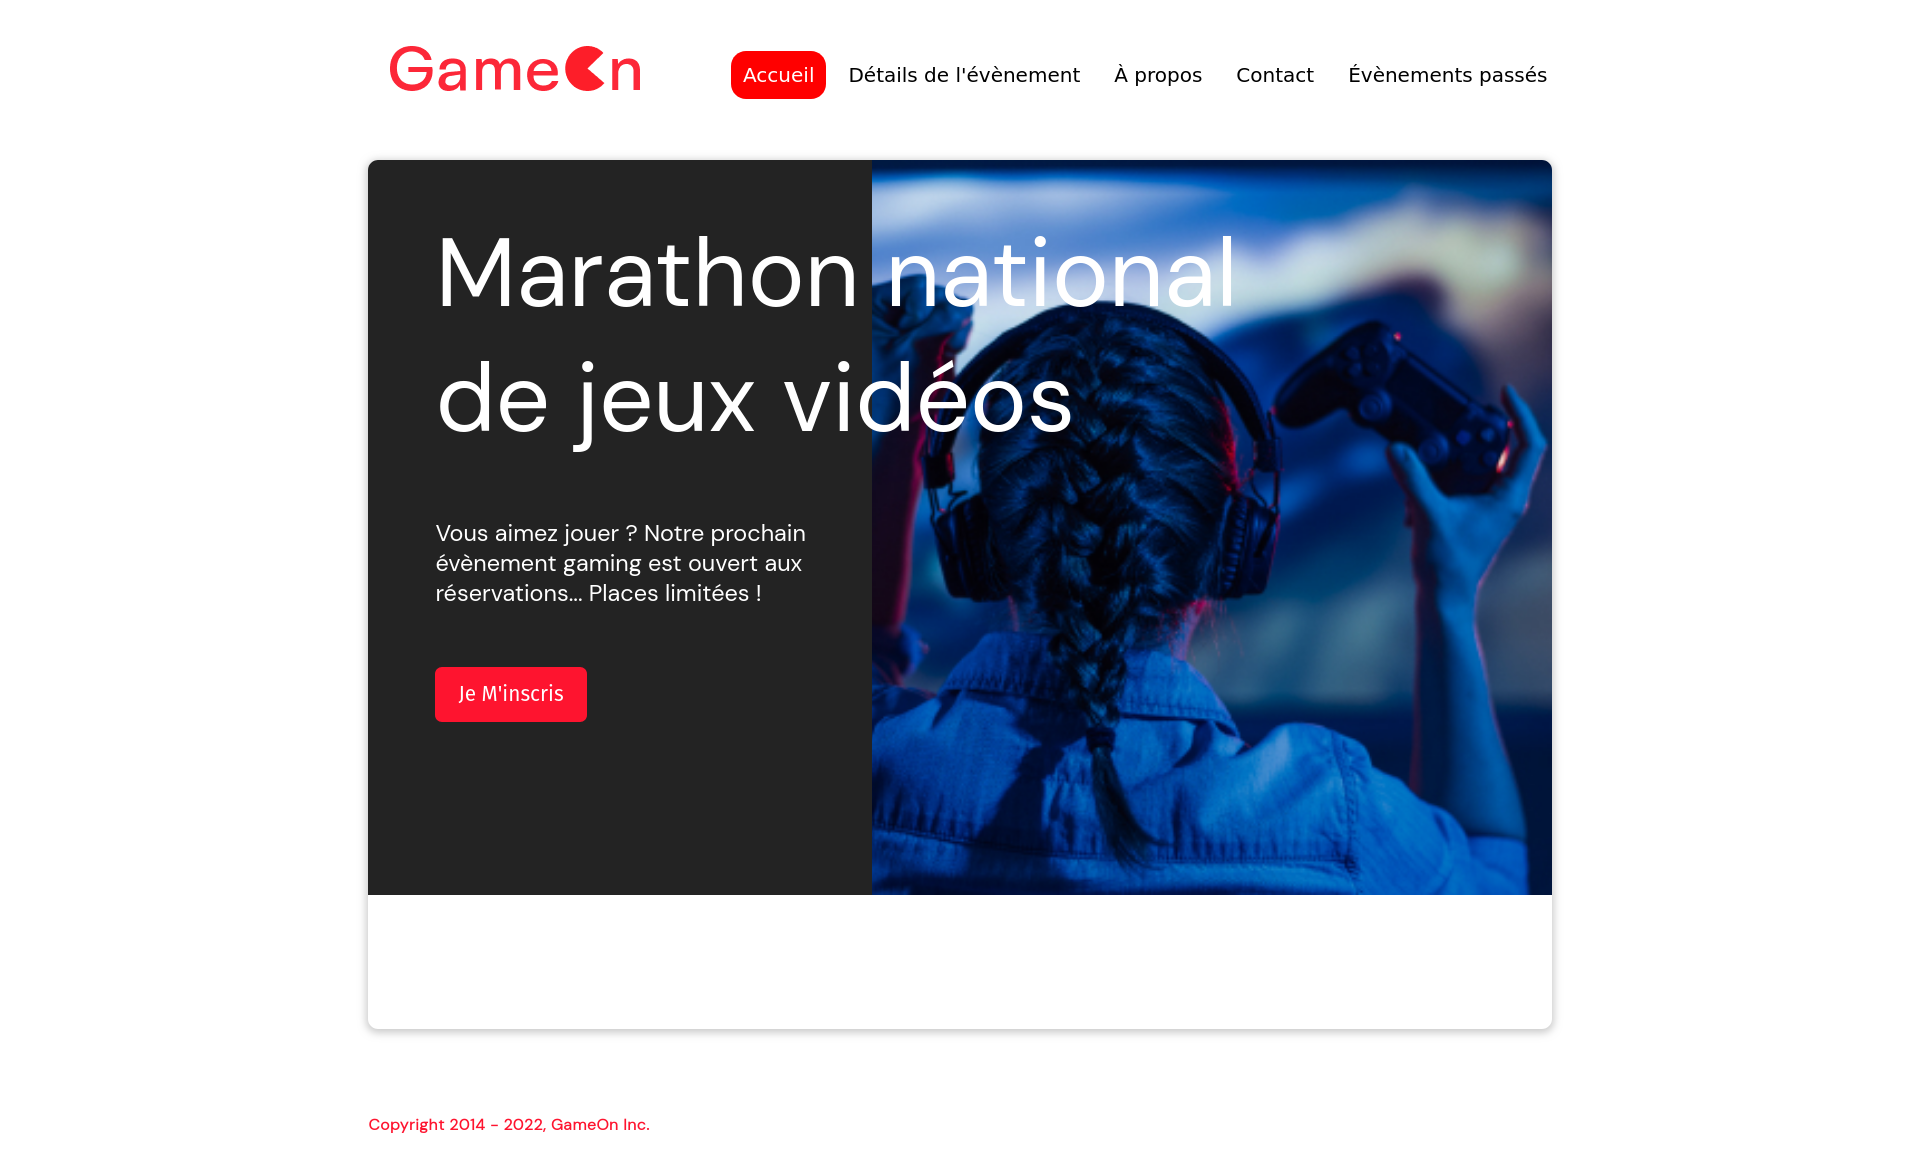 GameOn
Accueil
Détails de l'évènement
À propos
Contact
Évènements passés
Marathon national
de jeux vidéos
Vous aimez jouer ? Notre prochain
évènement gaming est ouvert aux
réservations... Places limitées !
Je M'inscris
Copyright 2014 - 2022, GameOn Inc.